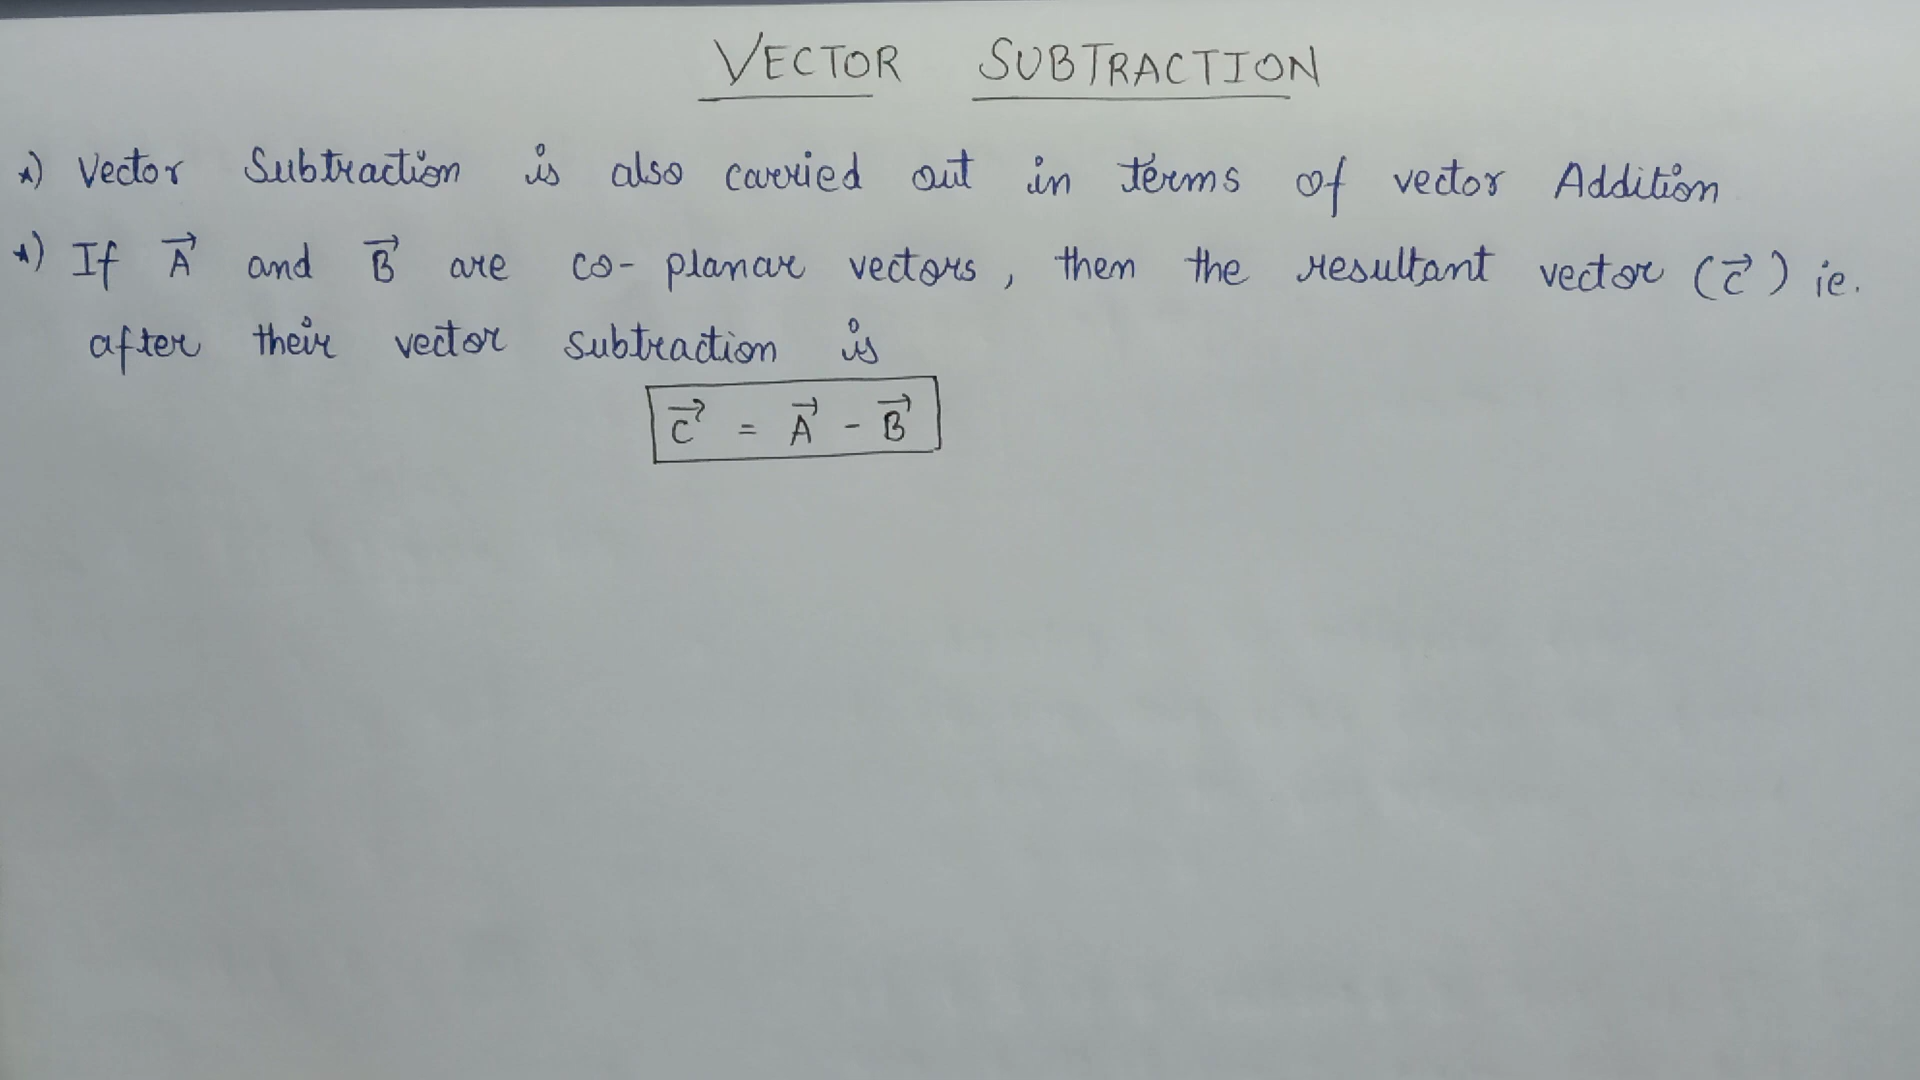 VECTOR SUBTRACTION
*) Vector Subtraction is also carried out in terms of vector Addition
*) If A⃗ and B⃗ are co-planar vectors, then the resultant vector (C⃗) ie.
after their vector subtraction is
C⃗ = A⃗ - B⃗